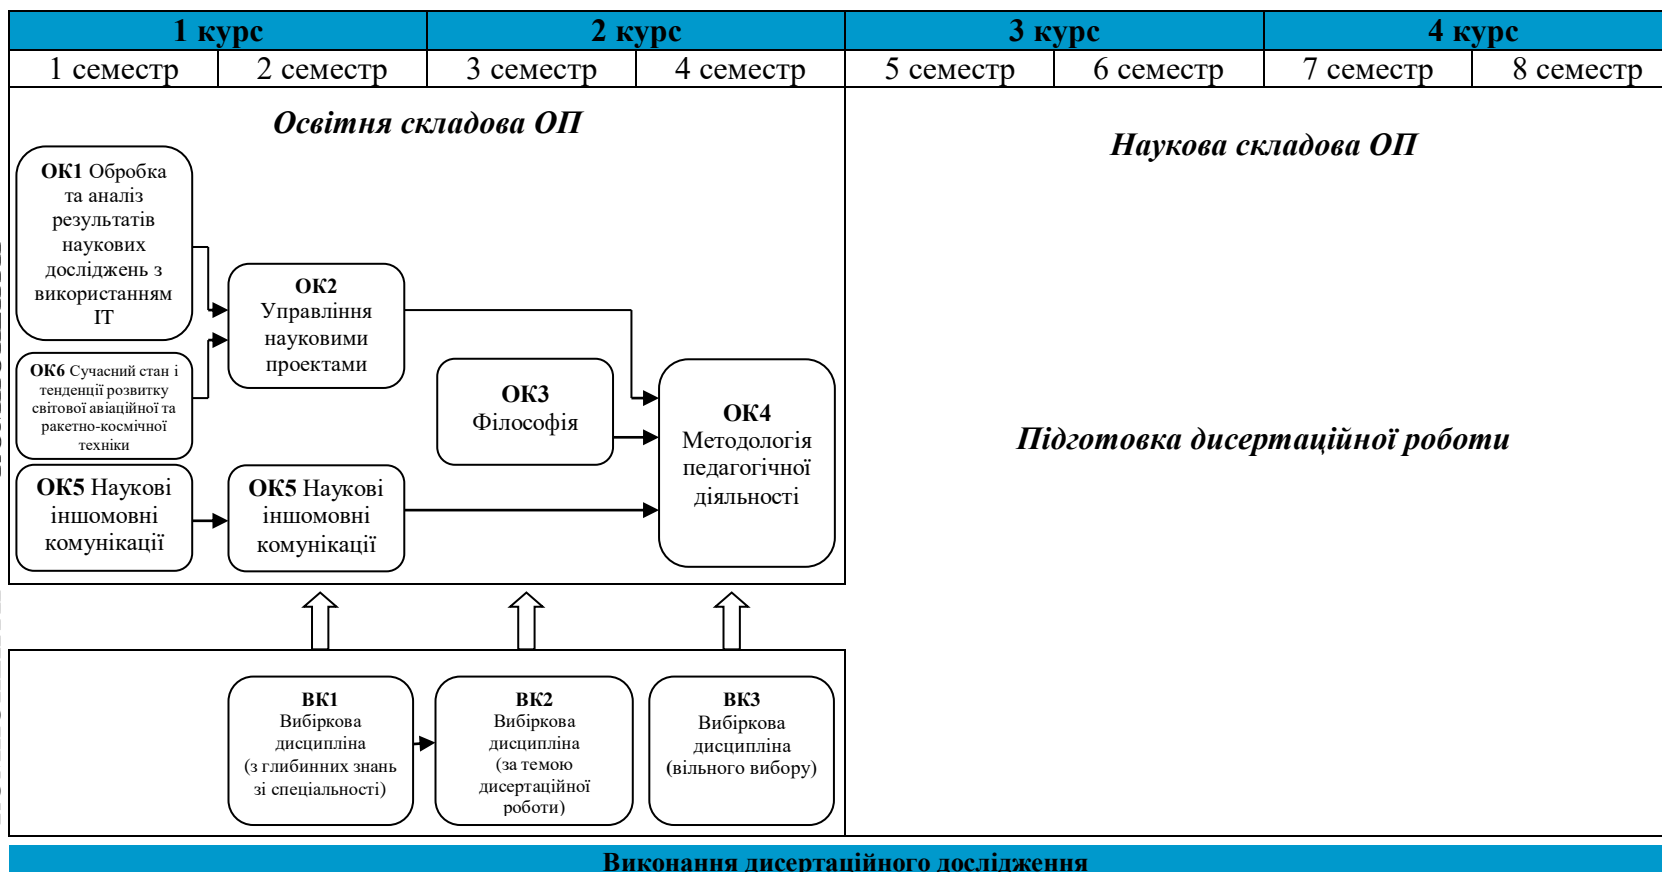 1 курс
2 курс
3 курс
4 курс
1 семестр
2 семестр
3 семестр
4 семестр
5 семестр
6 семестр
7 семестр
8 семестр
Освітня складова ОП
Наукова складова ОП
ОК1 Обробка
та аналіз
результатів
наукових
досліджень з
використанням
ІТ
ОК6 Сучасний стан і
тенденції розвитку
світової авіаційної та
ракетно-космічної
техніки
ОК5 Наукові
іншомовні
комунікації
ОК2
Управління
науковими
проектами
ОК5 Наукові
іншомовні
комунікації
ОК3
Філософія
ОК4
Методологія
педагогічної
діяльності
Підготовка дисертаційної роботи
ВК1
Вибіркова
дисципліна
(з глибинних знань
зі спеціальності)
ВК2
Вибіркова
дисципліна
(за темою
дисертаційної
роботи)
ВК3
Вибіркова
дисципліна
(вільного вибору)
Виконання дисертаційного дослідження